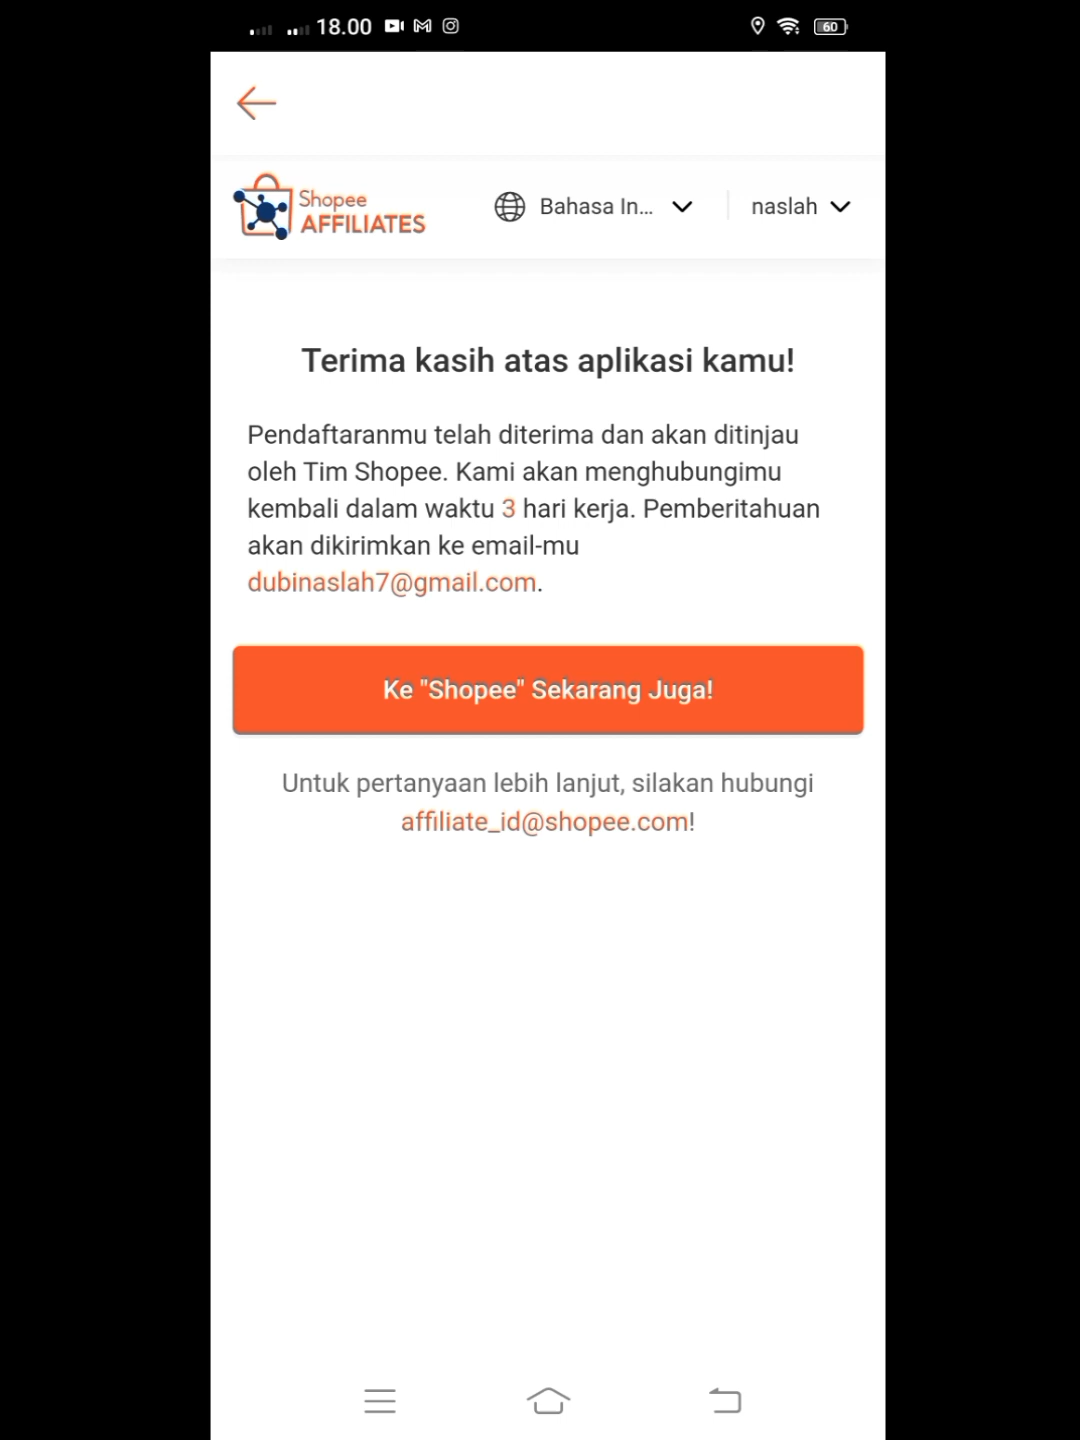 18.00
60
Shopee
AFFILIATES
Bahasa In...
naslah
Terima kasih atas aplikasi kamu!
Pendaftaranmu telah diterima dan akan ditinjau
oleh Tim Shopee. Kami akan menghubungimu
kembali dalam waktu 3 hari kerja. Pemberitahuan
akan dikirimkan ke email-mu
dubinaslah7@gmail.com.
Ke "Shopee" Sekarang Juga!
Untuk pertanyaan lebih lanjut, silakan hubungi
affiliate_id@shopee.com!